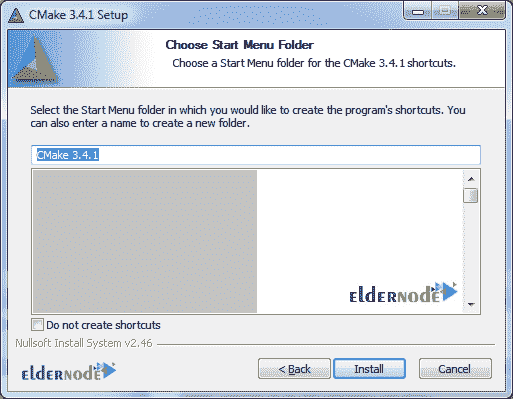 CMake 3.4.1 Setup
Choose Start Menu Folder
Choose a Start Menu folder for the CMake 3.4.1 shortcuts.
Select the Start Menu folder in which you would like to create the program's shortcuts. You
can also enter a name to create a new folder.
CMake 3.4.1
eldernode
Do not create shortcuts
Nullsoft Install System v2.46
eldernode
< Back
Install
Cancel